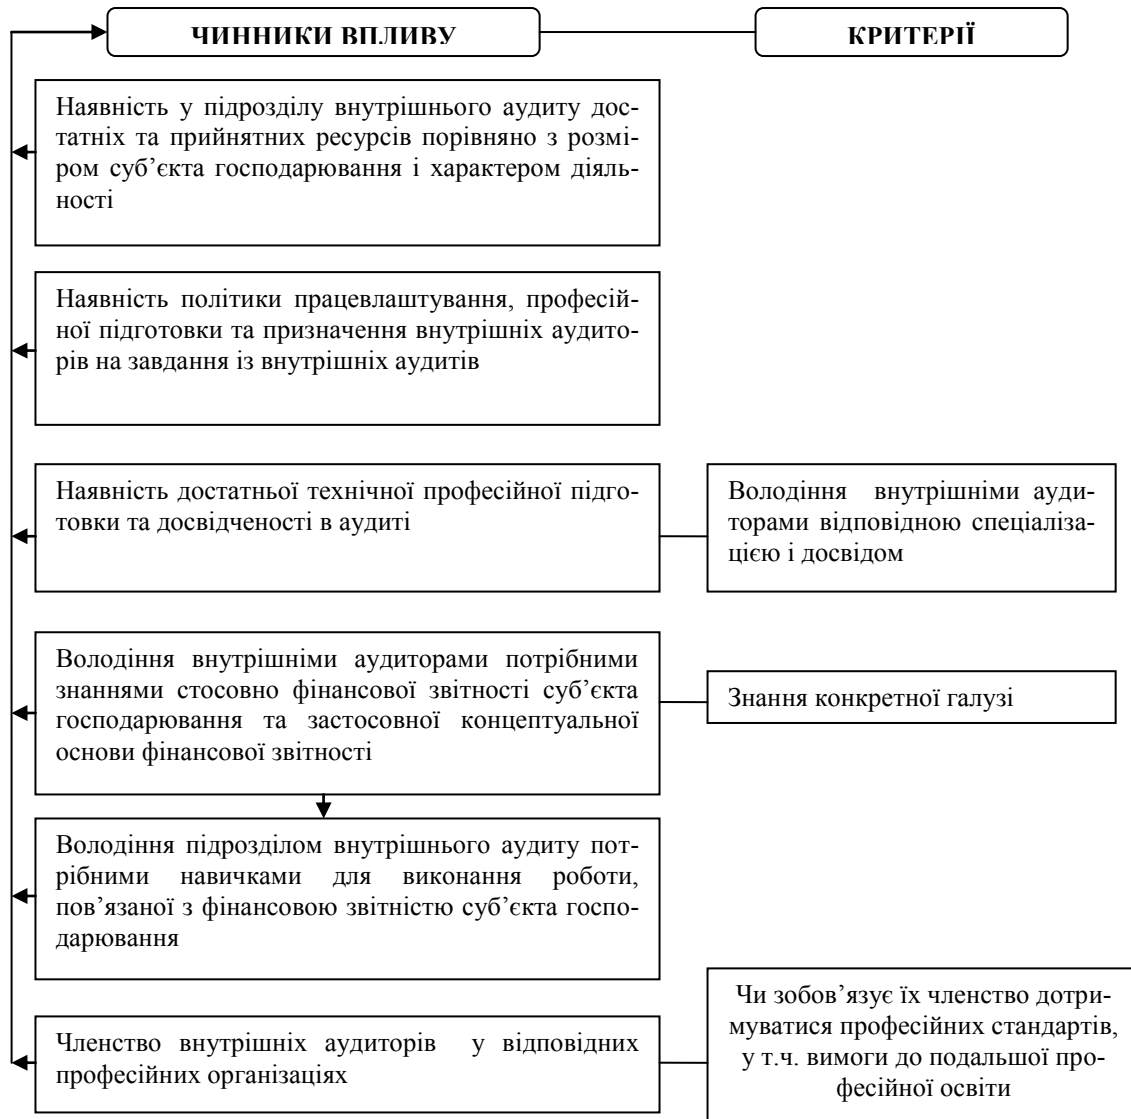 ЧИННИКИ ВПЛИВУ
КРИТЕРІЇ
Наявність у підрозділу внутрішнього аудиту дос-
татніх та прийнятних ресурсів порівняно з розмі-
ром суб’єкта господарювання і характером діяль-
ності
Наявність політики працевлаштування, професій-
ної підготовки та призначення внутрішніх аудито-
рів на завдання із внутрішніх аудитів
Наявність достатньої технічної професійної підго-
товки та досвідченості в аудиті
Володіння внутрішніми ауди-
торами відповідною спеціаліза-
цією і досвідом
Володіння внутрішніми аудиторами потрібними
знаннями стосовно фінансової звітності суб’єкта
господарювання та застосовної концептуальної
основи фінансової звітності
Знання конкретної галузі
Володіння підрозділом внутрішнього аудиту пот-
рібними навичками для виконання роботи,
пов’язаної з фінансовою звітністю суб’єкта госпо-
дарювання
Членство внутрішніх аудиторів у відповідних
професійних організаціях
Чи зобов’язує їх членство дотри-
муватися професійних стандартів,
у т.ч. вимоги до подальшої про-
фесійної освіти